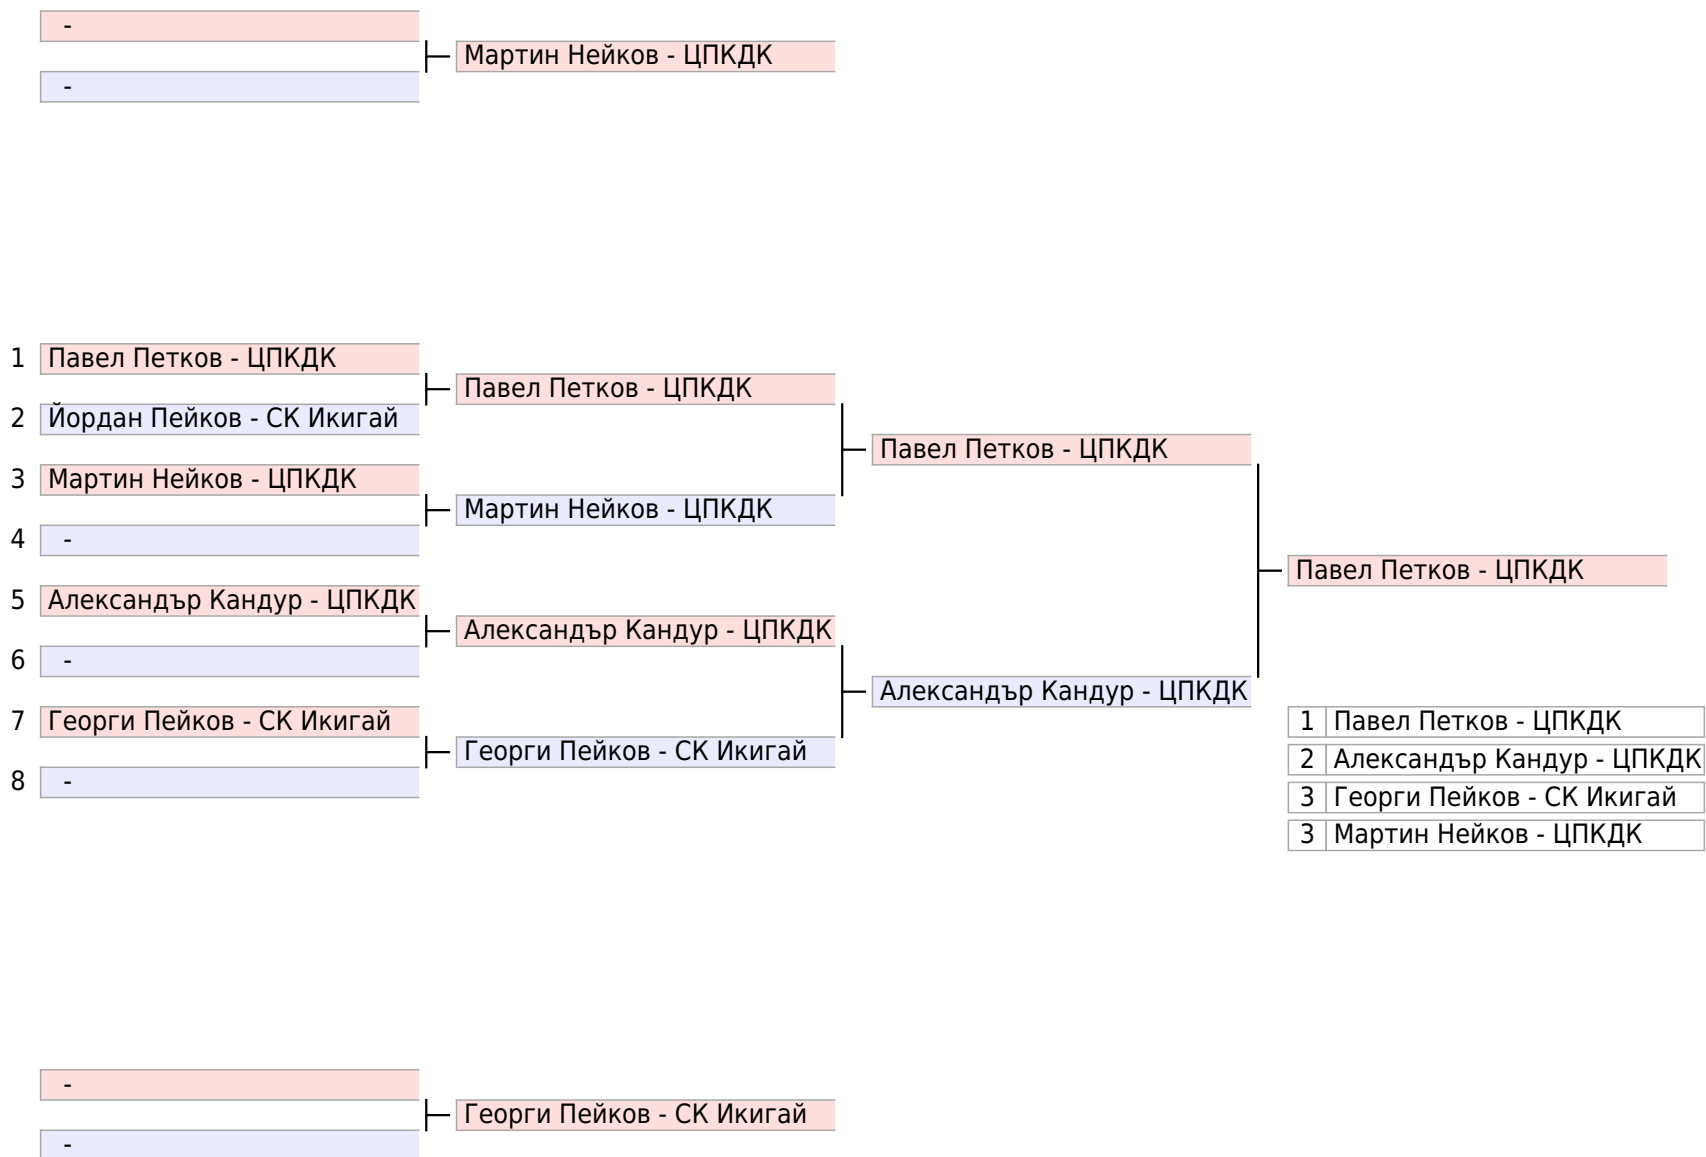 -
Мартин Нейков - ЦПКДК
-
1 Павел Петков - ЦПКДК
Павел Петков - ЦПКДК
2 Йордан Пейков - СК Икигай
Павел Петков - ЦПКДК
3 Мартин Нейков - ЦПКДК
Мартин Нейков - ЦПКДК
4 -
Павел Петков - ЦПКДК
5 Александър Кандур - ЦПКДК
Александър Кандур - ЦПКДК
6 -
Александър Кандур - ЦПКДК
7 Георги Пейков - СК Икигай
Георги Пейков - СК Икигай
8 -
1 Павел Петков - ЦПКДК
2 Александър Кандур - ЦПКДК
3 Георги Пейков - СК Икигай
3 Мартин Нейков - ЦПКДК
-
Георги Пейков - СК Икигай
-